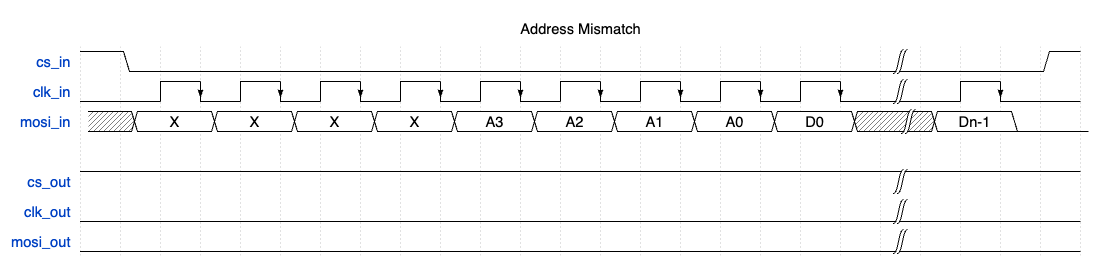 Address Mismatch
cs_in
clk_in
mosi_in X X X X A3 A2 A1 A0 D0 Dn-1
cs_out
clk_out
mosi_out